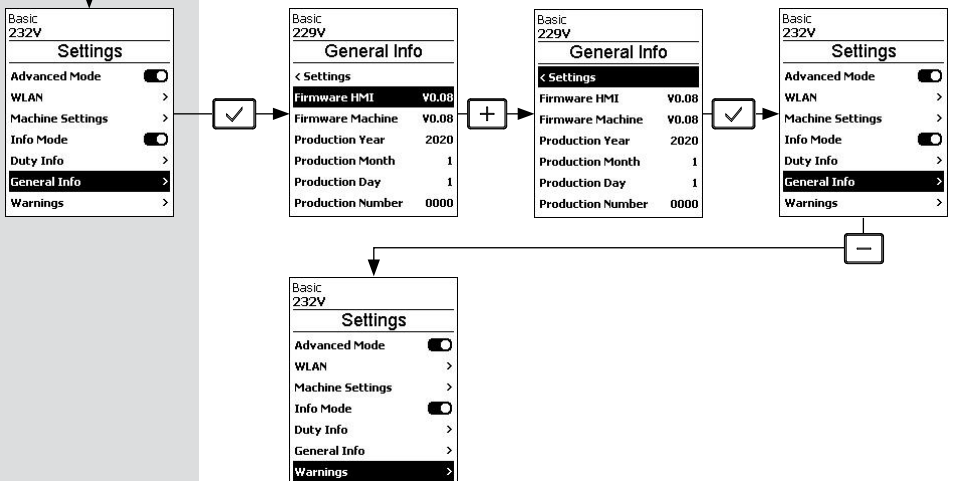 Basic
232V
Settings
Advanced Mode
WLAN >
Machine Settings >
Info Mode
Duty Info >
General Info >
Warnings >
Basic
229V
General Info
< Settings
Firmware HMI V0.08
Firmware Machine V0.08
Production Year 2020
Production Month 1
Production Day 1
Production Number 0000
+
Basic
229V
General Info
< Settings
Firmware HMI V0.08
Firmware Machine V0.08
Production Year 2020
Production Month 1
Production Day 1
Production Number 0000
Basic
232V
Settings
Advanced Mode
WLAN >
Machine Settings >
Info Mode
Duty Info >
General Info >
Warnings >
−
Basic
232V
Settings
Advanced Mode
WLAN >
Machine Settings >
Info Mode
Duty Info >
General Info >
Warnings >